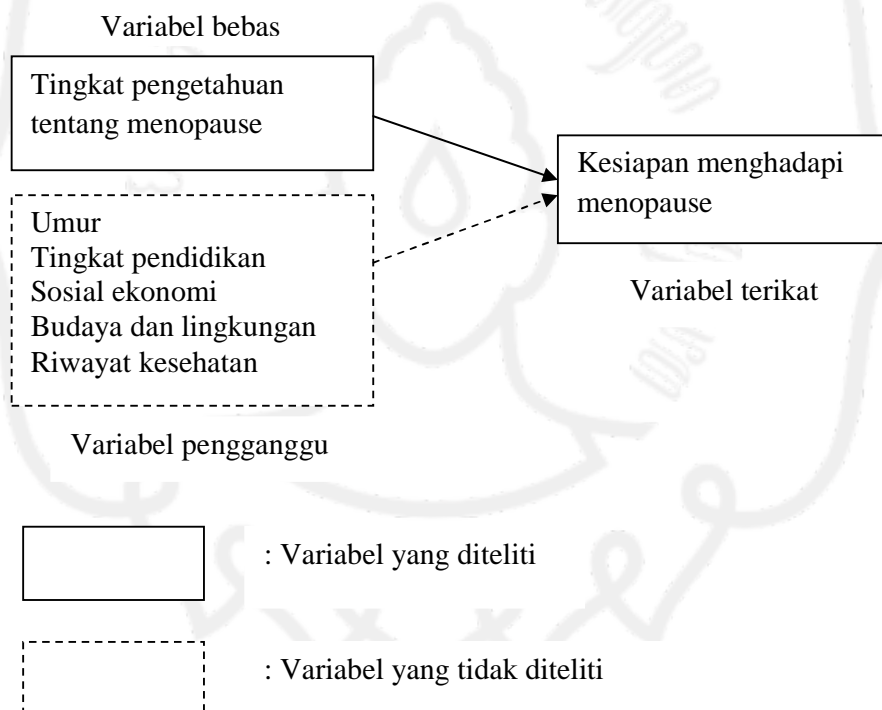 Variabel bebas
Tingkat pengetahuan
tentang menopause
Kesiapan menghadapi
menopause
Umur
Tingkat pendidikan
Sosial ekonomi
Budaya dan lingkungan
Riwayat kesehatan
Variabel terikat
Variabel pengganggu
: Variabel yang diteliti
: Variabel yang tidak diteliti